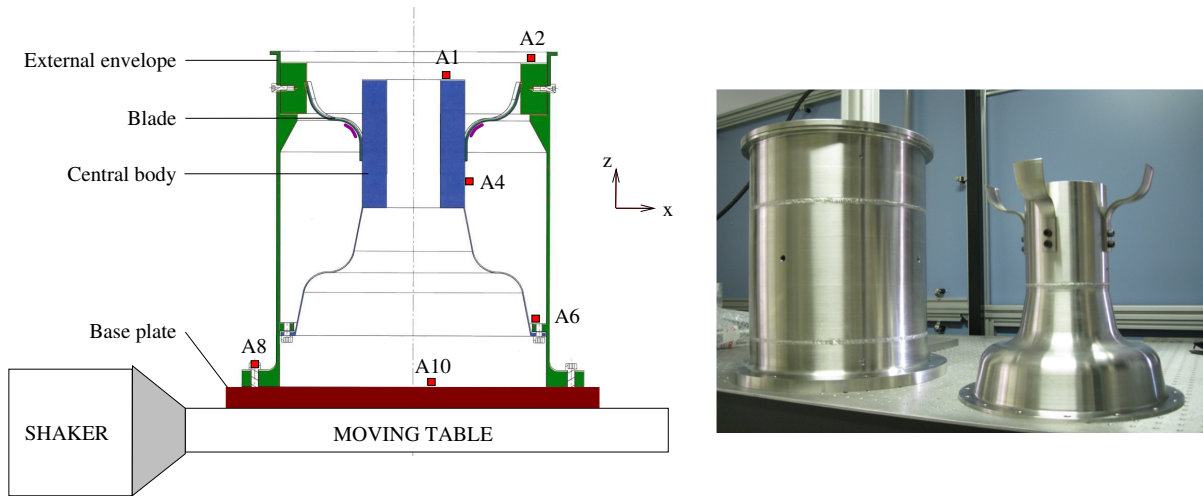 A2
A1
External envelope
Blade
Central body
A4
z
x
Base plate
A6
A8
A10
SHAKER
MOVING TABLE